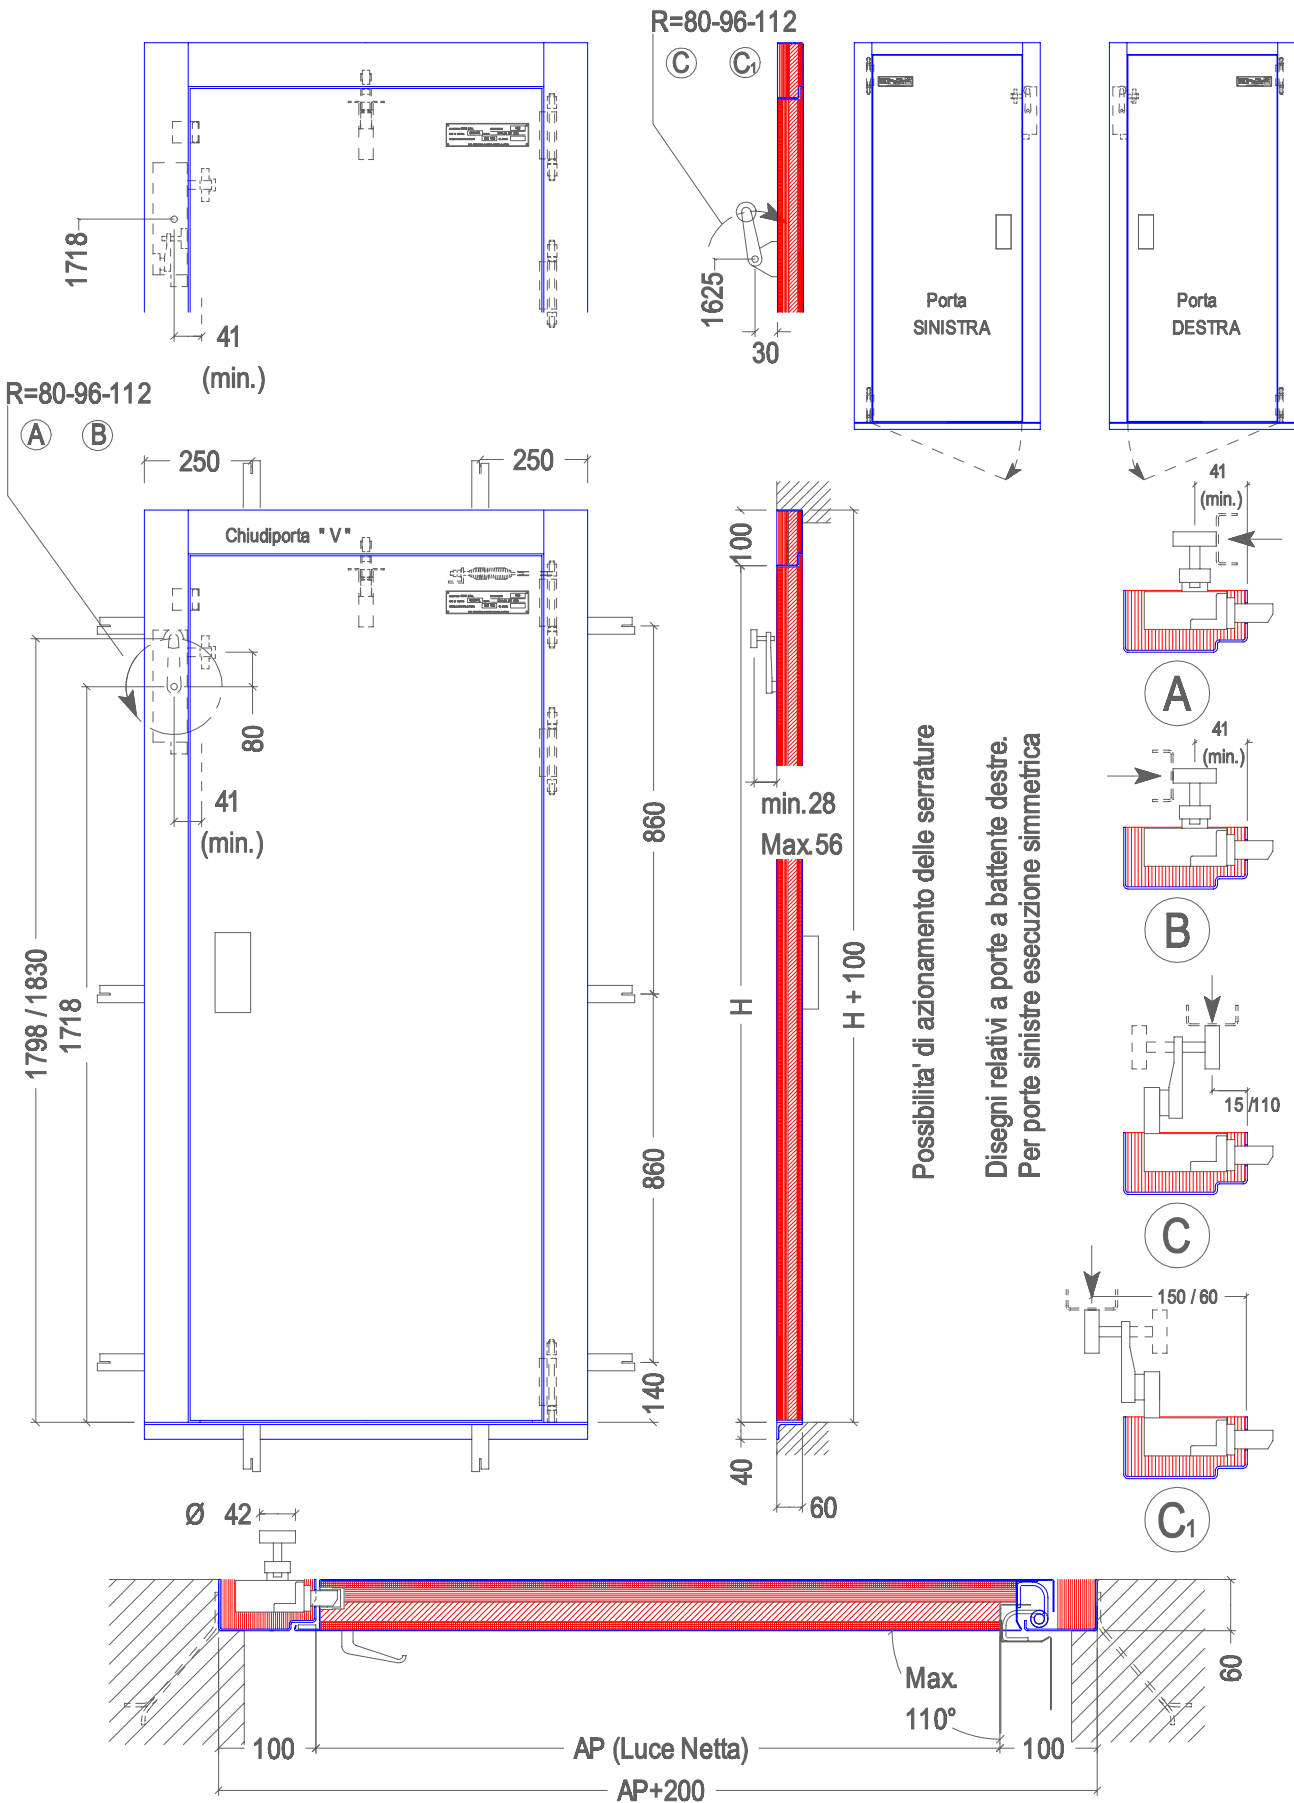 R=80-96-112
C C1
1718
41
(min.)
1625
30
Porta
SINISTRA
Porta
DESTRA
R=80-96-112
A B
250
250
Chiudiporta "V"
100
41
(min.)
A
80
41
(min.)
min.28
Max.56
860
41
(min.)
B
1798 / 1830
1718
H
H + 100
Possibilita' di azionamento delle serrature
Disegni relativi a porte a battente destre.
Per porte sinistre esecuzione simmetrica
15 /110
C
860
140
150 / 60
C1
40
60
Ø 42
Max.
110°
60
100
AP (Luce Netta)
100
AP+200